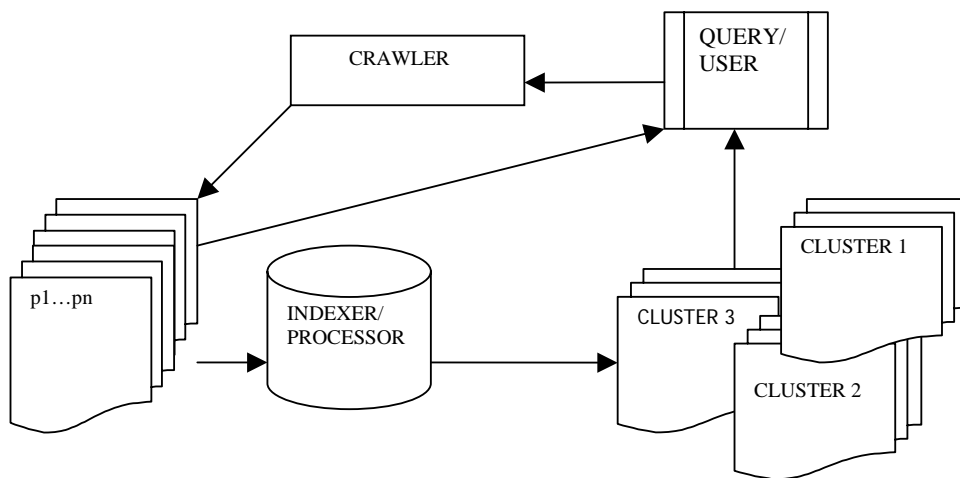 QUERY/
USER
CRAWLER
CLUSTER 1
p1…pn
INDEXER/
PROCESSOR
CLUSTER 3
CLUSTER 2